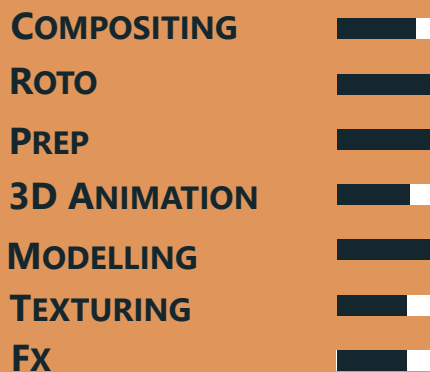 COMPOSITING
ROTO
PREP
3D ANIMATION
MODELLING
TEXTURING
FX